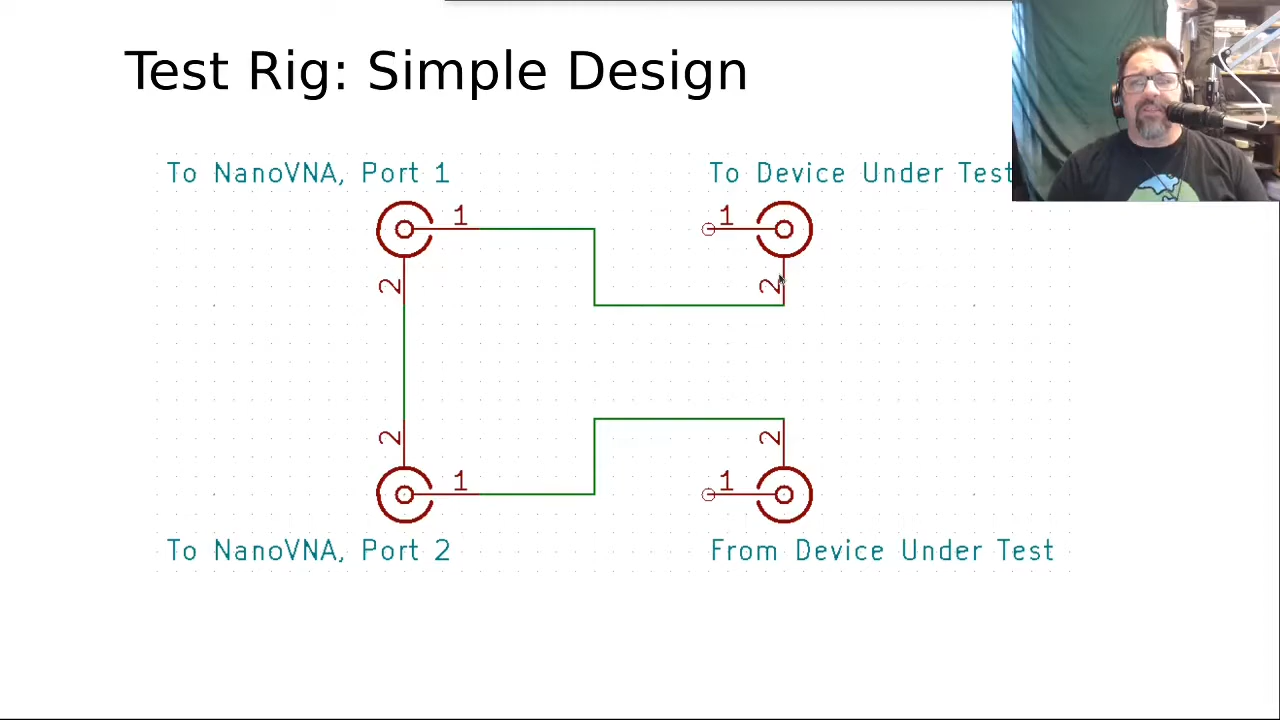 Test Rig: Simple Design
To NanoVNA, Port 1
To Device Under Test
1
1
2
2
2
2
1
1
To NanoVNA, Port 2
From Device Under Test